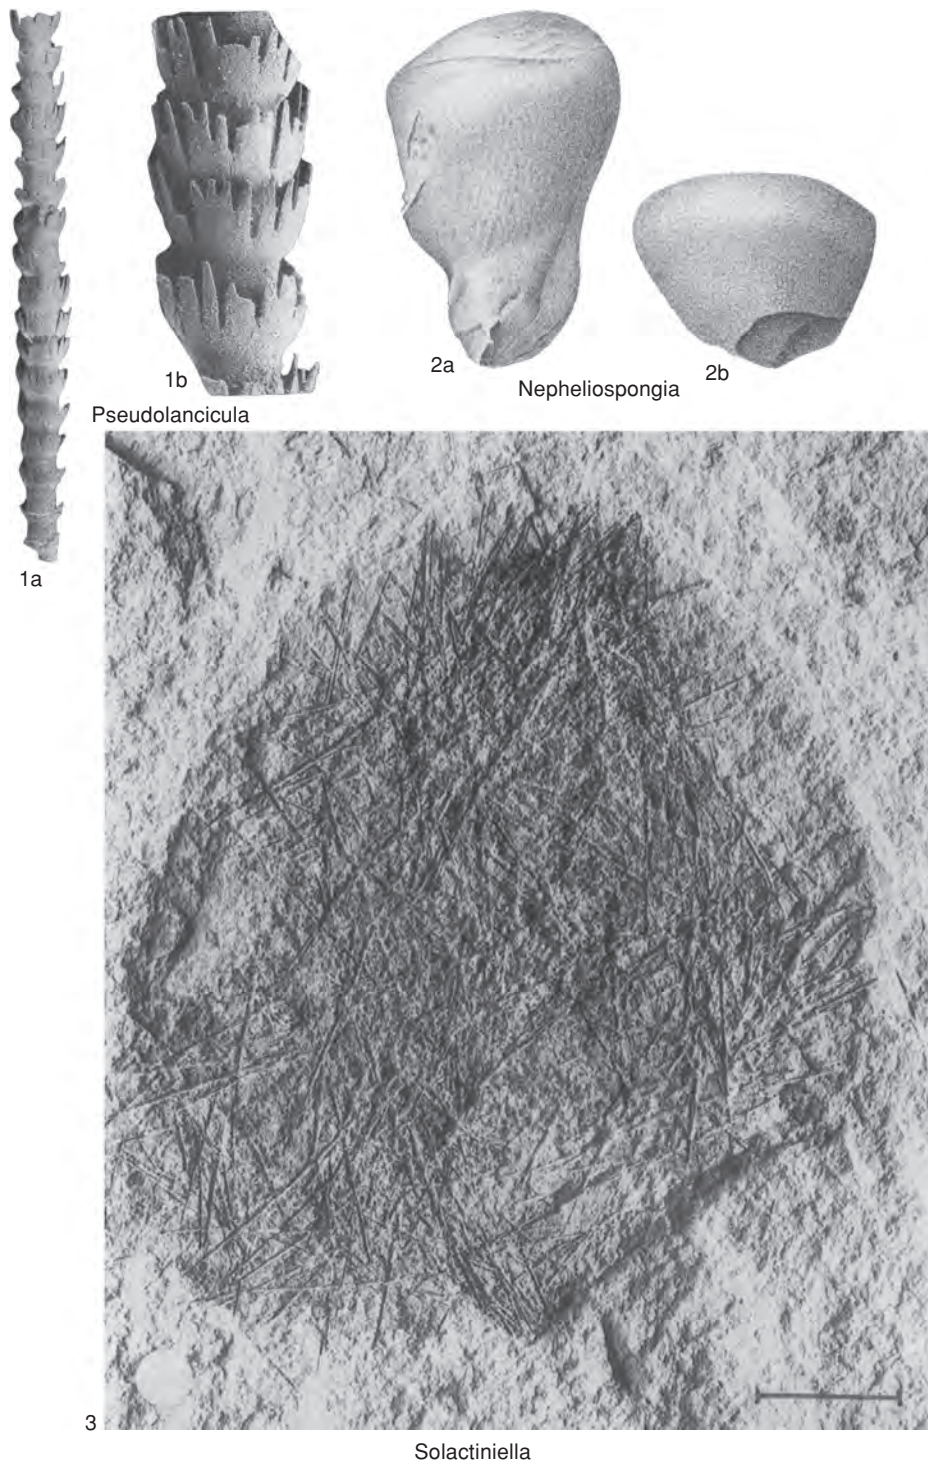 1a
1b
Pseudolancicula
2a
Nepheliospongia
2b
3
Solactiniella